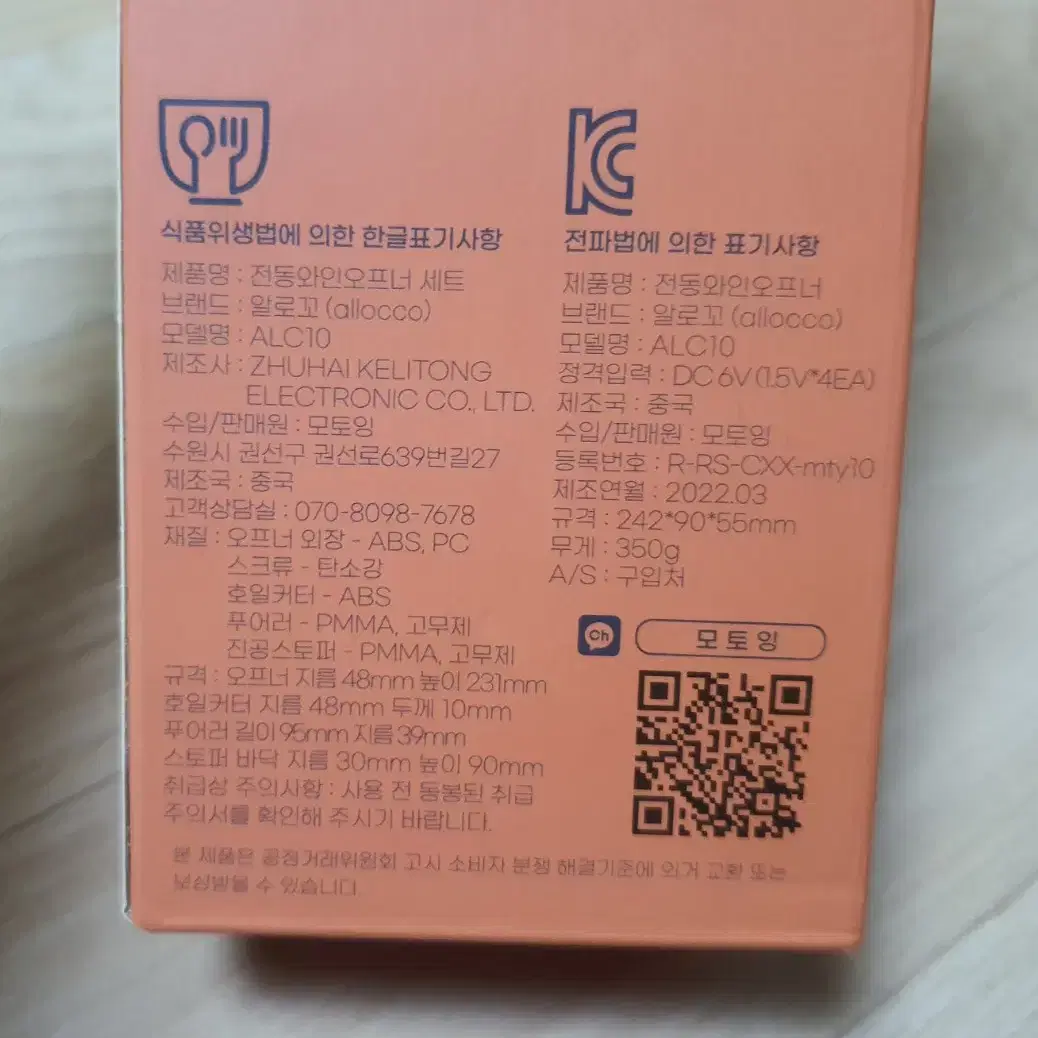 식품위생법에 의한 한글표기사항
제품명 : 전동와인오프너 세트
브랜드 : 알로꼬 (allocco)
모델명 : ALC10
제조사 : ZHUHAI KELITONG
ELECTRONIC CO., LTD.
수입/판매원 : 모토잉
수원시 권선구 권선로639번길27
제조국 : 중국
고객상담실 : 070-8098-7678
재질 : 오프너 외장 - ABS, PC
스크류 - 탄소강
호일커터 - ABS
푸어러 - PMMA, 고무제
진공스토퍼 - PMMA, 고무제
규격 : 오프너 지름 48mm 높이 231mm
호일커터 지름 48mm 두께 10mm
푸어러 길이 95mm 지름 39mm
스토퍼 바닥 지름 30mm 높이 90mm
취급상 주의사항 : 사용 전 동봉된 취급
주의서를 확인해 주시기 바랍니다.
KC
전파법에 의한 표기사항
제품명 : 전동와인오프너
브랜드 : 알로꼬 (allocco)
모델명 : ALC10
정격입력 : DC 6V (1.5V*4EA)
제조국 : 중국
수입/판매원 : 모토잉
등록번호 : R-RS-CXX-mty10
제조연월 : 2022.03
규격 : 242*90*55mm
무게 : 350g
A/S : 구입처
Ch 모토잉
본 제품은 공정거래위원회 고시 소비자 분쟁 해결기준에 의거 교환 또는
보상받을 수 있습니다.